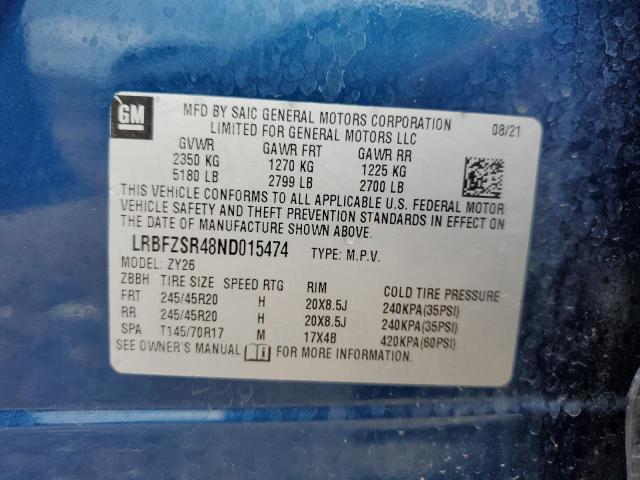 GM
MFD BY SAIC GENERAL MOTORS CORPORATION
LIMITED FOR GENERAL MOTORS LLC
08/21
GVWR GAWR FRT GAWR RR
2350 KG 1270 KG 1225 KG
5180 LB 2799 LB 2700 LB
THIS VEHICLE CONFORMS TO ALL APPLICABLE U.S. FEDERAL MOTOR
VEHICLE SAFETY AND THEFT PREVENTION STANDARDS IN EFFECT ON
THE DATE OF MANUFACTURE SHOWN ABOVE.
LRBFZSR48ND015474 TYPE: M.P.V.
MODEL: ZY26
ZBBH TIRE SIZE SPEED RTG RIM COLD TIRE PRESSURE
FRT 245/45R20 H 20X8.5J 240KPA(35PSI)
RR 245/45R20 H 20X8.5J 240KPA(35PSI)
SPA T145/70R17 M 17X4B 420KPA(60PSI)
SEE OWNER'S MANUAL FOR MORE INFORMATION.